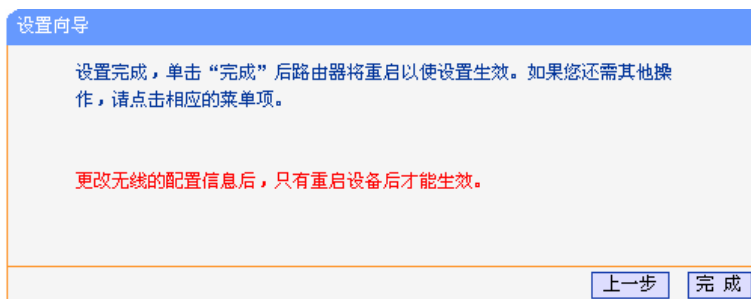 设置向导
设置完成，单击“完成”后路由器将重启以使设置生效。如果您还需其他操
作，请点击相应的菜单项。
更改无线的配置信息后，只有重启设备后才能生效。
上一步 完 成